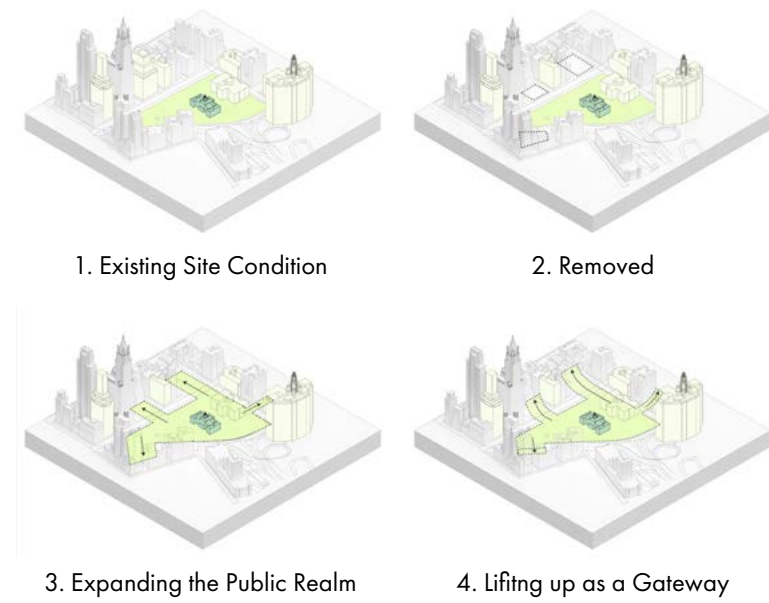 1. Existing Site Condition
2. Removed
3. Expanding the Public Realm
4. Lifitng up as a Gateway